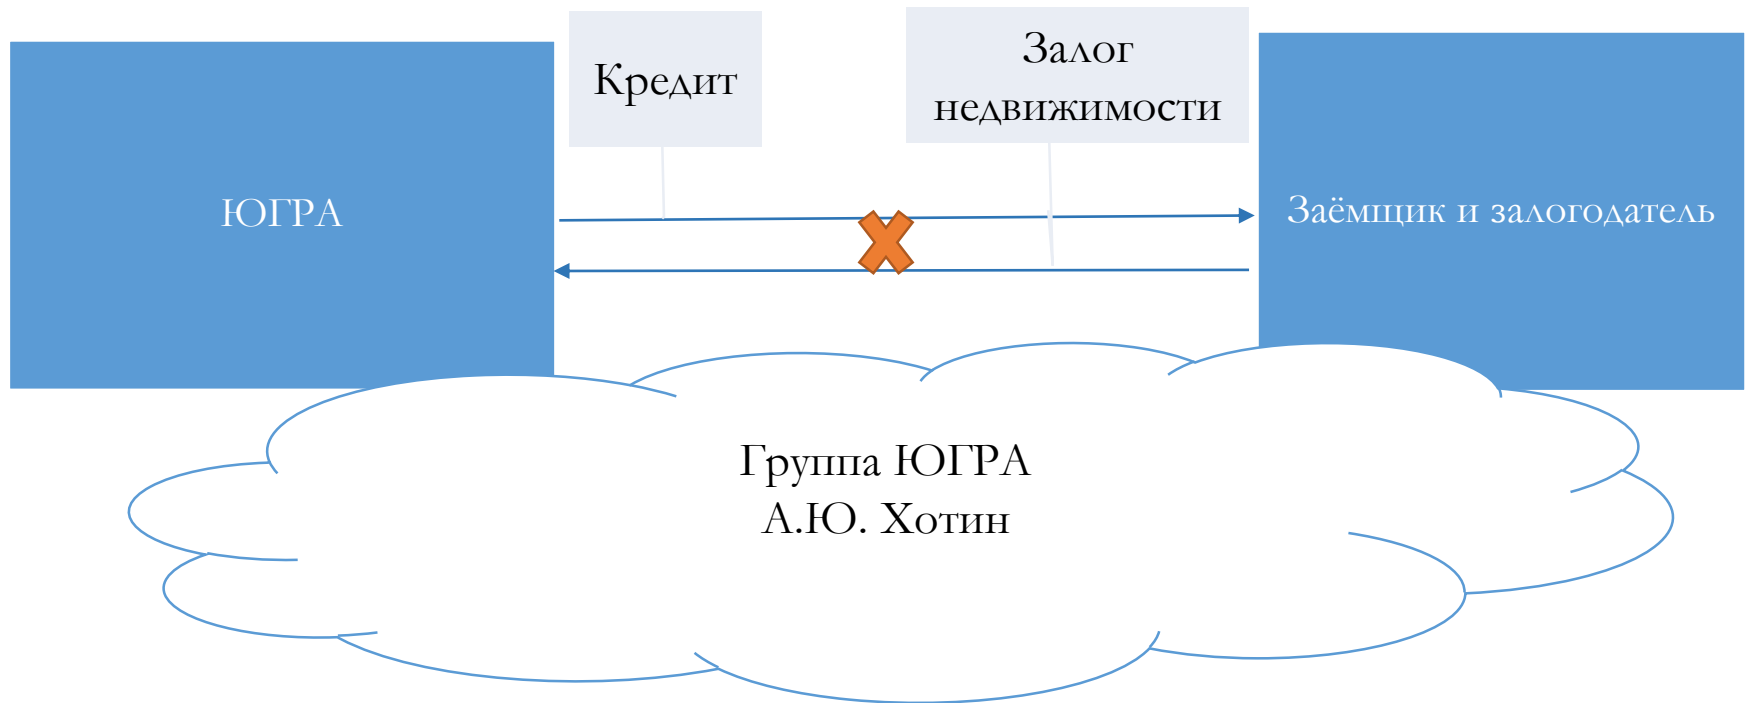 Кредит
Залог
недвижимости
ЮГРА
Заёмщик и залогодатель
Группа ЮГРА
А.Ю. Хотин